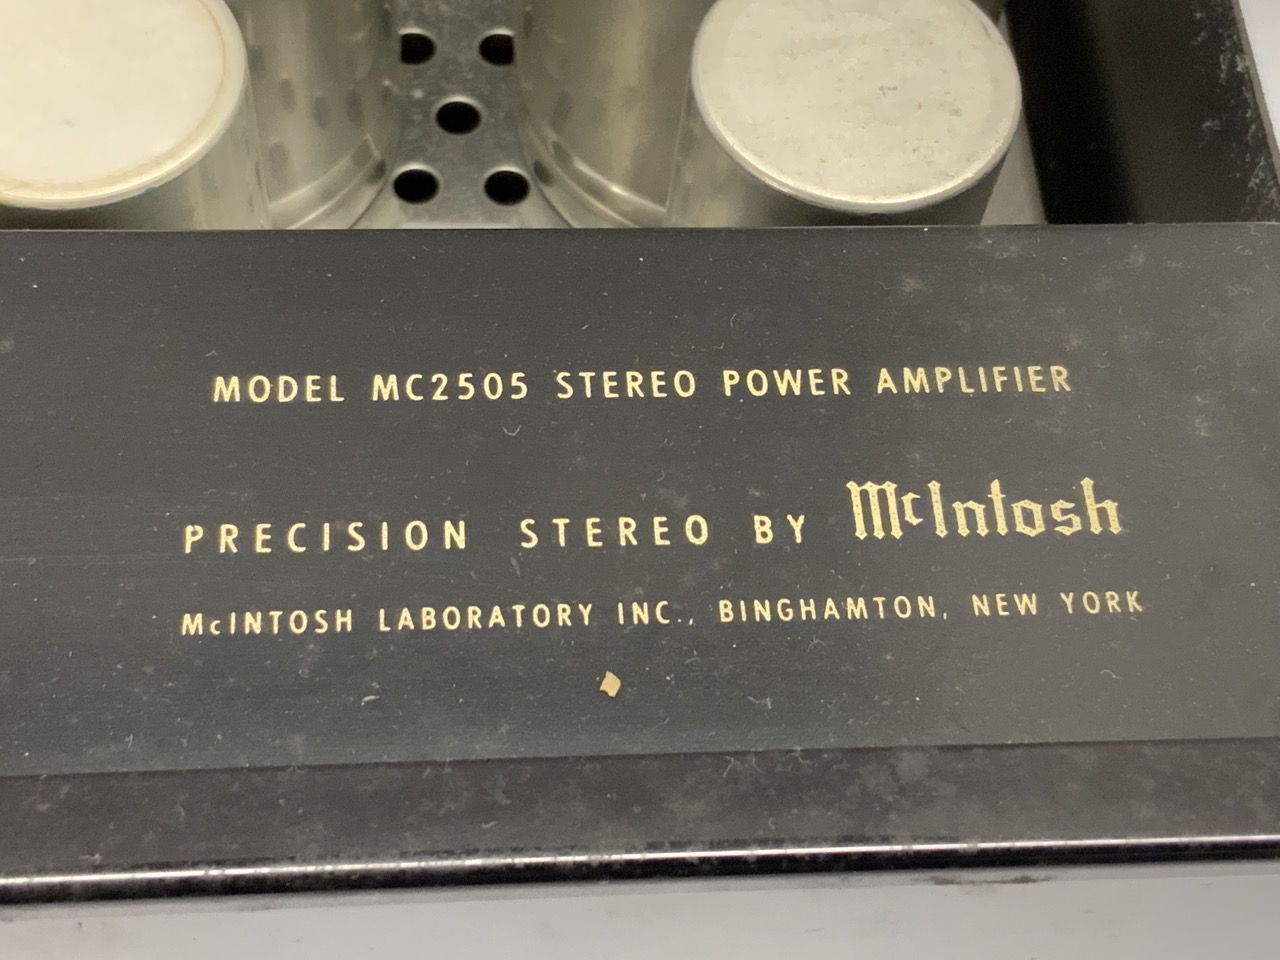 MODEL MC2505 STEREO POWER AMPLIFIER
PRECISION STEREO BY McIntosh
McINTOSH LABORATORY INC., BINGHAMTON, NEW YORK